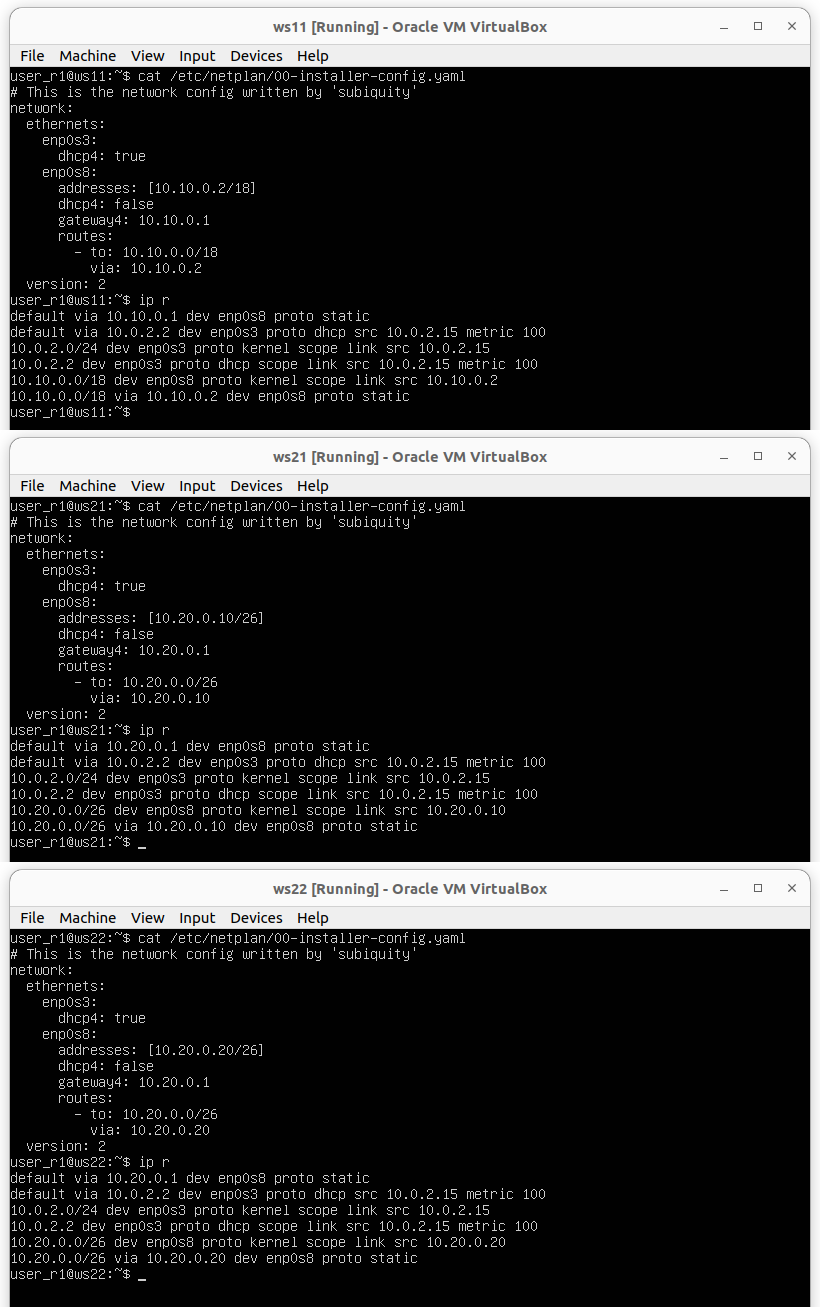 ws11 [Running] - Oracle VM VirtualBox
File Machine View Input Devices Help
user_r1@ws11:~$ cat /etc/netplan/00-installer-config.yaml
# This is the network config written by 'subiquity'
network:
  ethernets:
    enp0s3:
      dhcp4: true
    enp0s8:
      addresses: [10.10.0.2/18]
      dhcp4: false
      gateway4: 10.10.0.1
      routes:
        - to: 10.10.0.0/18
          via: 10.10.0.2
  version: 2
user_r1@ws11:~$ ip r
default via 10.10.0.1 dev enp0s8 proto static
default via 10.0.2.2 dev enp0s3 proto dhcp src 10.0.2.15 metric 100
10.0.2.0/24 dev enp0s3 proto kernel scope link src 10.0.2.15
10.0.2.2 dev enp0s3 proto dhcp scope link src 10.0.2.15 metric 100
10.10.0.0/18 dev enp0s8 proto kernel scope link src 10.10.0.2
10.10.0.0/18 via 10.10.0.2 dev enp0s8 proto static
user_r1@ws11:~$
ws21 [Running] - Oracle VM VirtualBox
File Machine View Input Devices Help
user_r1@ws21:~$ cat /etc/netplan/00-installer-config.yaml
# This is the network config written by 'subiquity'
network:
  ethernets:
    enp0s3:
      dhcp4: true
    enp0s8:
      addresses: [10.20.0.10/26]
      dhcp4: false
      gateway4: 10.20.0.1
      routes:
        - to: 10.20.0.0/26
          via: 10.20.0.10
  version: 2
user_r1@ws21:~$ ip r
default via 10.20.0.1 dev enp0s8 proto static
default via 10.0.2.2 dev enp0s3 proto dhcp src 10.0.2.15 metric 100
10.0.2.0/24 dev enp0s3 proto kernel scope link src 10.0.2.15
10.0.2.2 dev enp0s3 proto dhcp scope link src 10.0.2.15 metric 100
10.20.0.0/26 dev enp0s8 proto kernel scope link src 10.20.0.10
10.20.0.0/26 via 10.20.0.10 dev enp0s8 proto static
user_r1@ws21:~$ _
ws22 [Running] - Oracle VM VirtualBox
File Machine View Input Devices Help
user_r1@ws22:~$ cat /etc/netplan/00-installer-config.yaml
# This is the network config written by 'subiquity'
network:
  ethernets:
    enp0s3:
      dhcp4: true
    enp0s8:
      addresses: [10.20.0.20/26]
      dhcp4: false
      gateway4: 10.20.0.1
      routes:
        - to: 10.20.0.0/26
          via: 10.20.0.20
  version: 2
user_r1@ws22:~$ ip r
default via 10.20.0.1 dev enp0s8 proto static
default via 10.0.2.2 dev enp0s3 proto dhcp src 10.0.2.15 metric 100
10.0.2.0/24 dev enp0s3 proto kernel scope link src 10.0.2.15
10.0.2.2 dev enp0s3 proto dhcp scope link src 10.0.2.15 metric 100
10.20.0.0/26 dev enp0s8 proto kernel scope link src 10.20.0.20
10.20.0.0/26 via 10.20.0.20 dev enp0s8 proto static
user_r1@ws22:~$ _